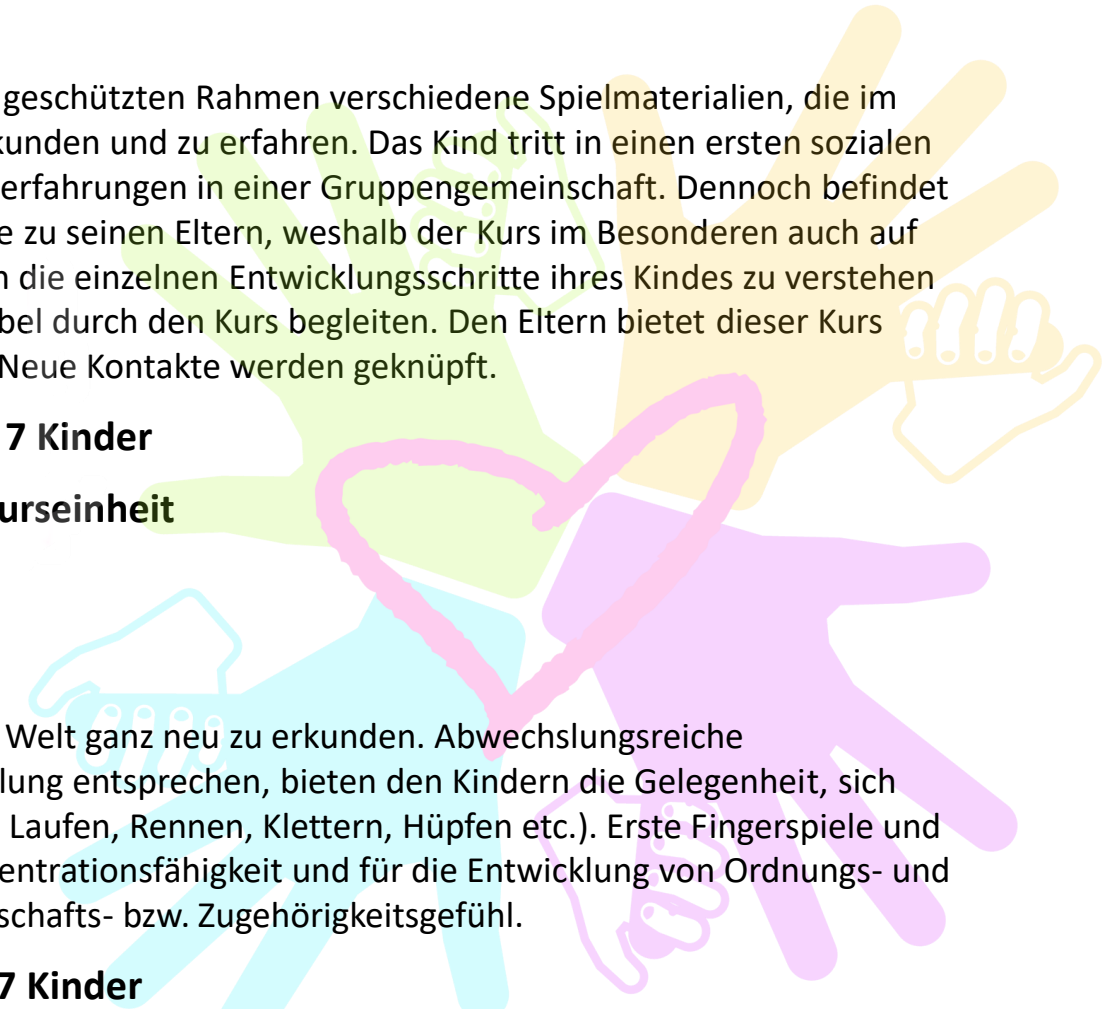 geschützten Rahmen verschiedene Spielmaterialien, die im
kunden und zu erfahren. Das Kind tritt in einen ersten sozialen
erfahrungen in einer Gruppengemeinschaft. Dennoch befindet
e zu seinen Eltern, weshalb der Kurs im Besonderen auch auf
n die einzelnen Entwicklungsschritte ihres Kindes zu verstehen
bel durch den Kurs begleiten. Den Eltern bietet dieser Kurs
Neue Kontakte werden geknüpft.
7 Kinder
urseinheit
Welt ganz neu zu erkunden. Abwechslungsreiche
lung entsprechen, bieten den Kindern die Gelegenheit, sich
Laufen, Rennen, Klettern, Hüpfen etc.). Erste Fingerspiele und
entrationsfähigkeit und für die Entwicklung von Ordnungs- und
schafts- bzw. Zugehörigkeitsgefühl.
7 Kinder